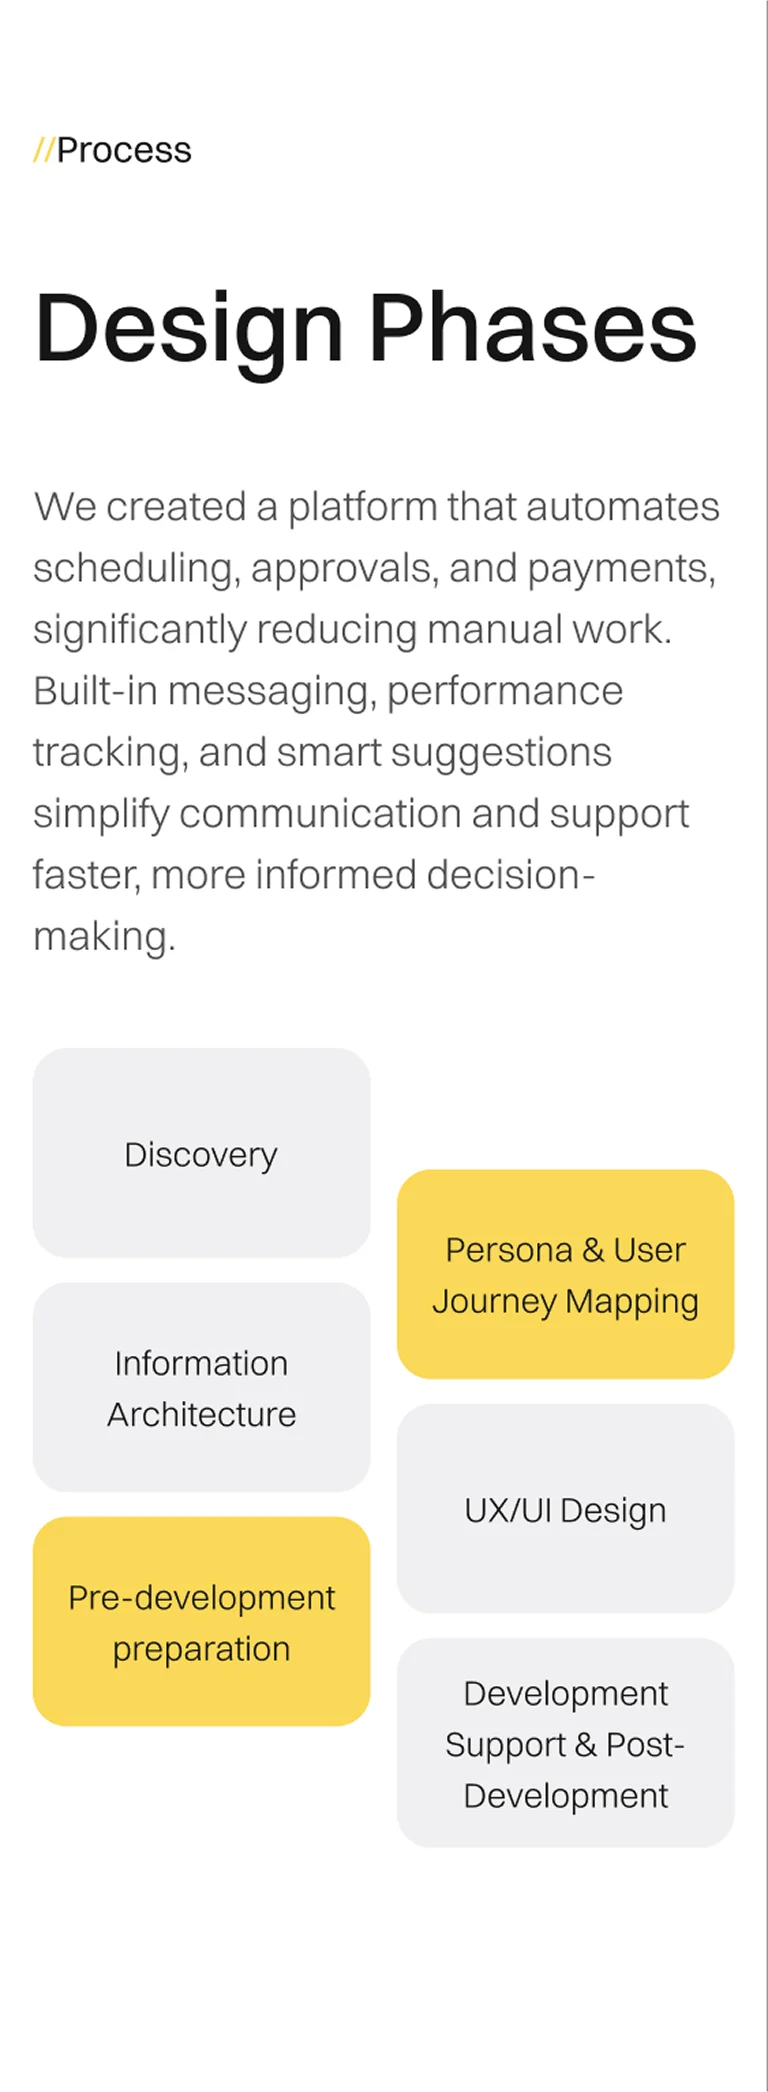 //Process
Design Phases
We created a platform that automates
scheduling, approvals, and payments,
significantly reducing manual work.
Built-in messaging, performance
tracking, and smart suggestions
simplify communication and support
faster, more informed decision-
making.
Discovery
Persona & User
Journey Mapping
Information
Architecture
UX/UI Design
Pre-development
preparation
Development
Support & Post-
Development